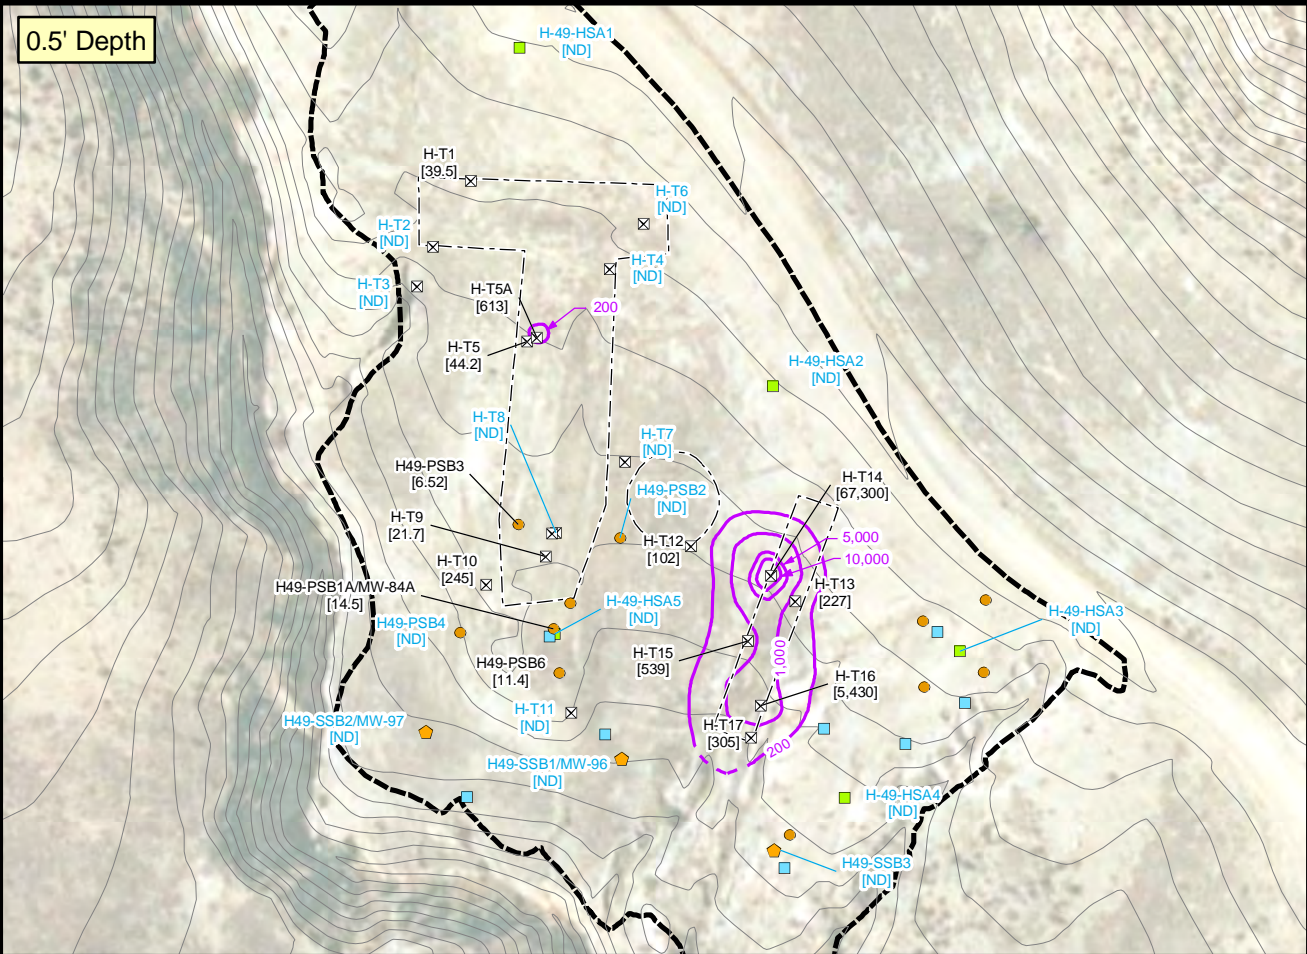 0.5' Depth
H-49-HSA1
[ND]
H-T1
[39.5]
H-T6
[ND]
H-T2
[ND]
H-T4
[ND]
H-T3
[ND]
H-T5A
[613]
200
H-T5
[44.2]
H-49-HSA2
[ND]
H-T8
[ND]
H-T7
[ND]
H49-PSB3
[6.52]
H49-PSB2
[ND]
H-T14
[67,300]
H-T9
[21.7]
H-T12
[102]
5,000
10,000
H-T10
[245]
H-T13
[227]
H49-PSB1A/MW-84A
[14.5]
H-49-HSA5
[ND]
H-49-HSA3
[ND]
H49-PSB4
[ND]
H-T15
[539]
1,000
H49-PSB6
[11.4]
H-T16
[5,430]
H-T11
[ND]
H49-SSB2/MW-97
[ND]
H-T17
[305]
200
H49-SSB1/MW-96
[ND]
H-49-HSA4
[ND]
H49-SSB3
[ND]